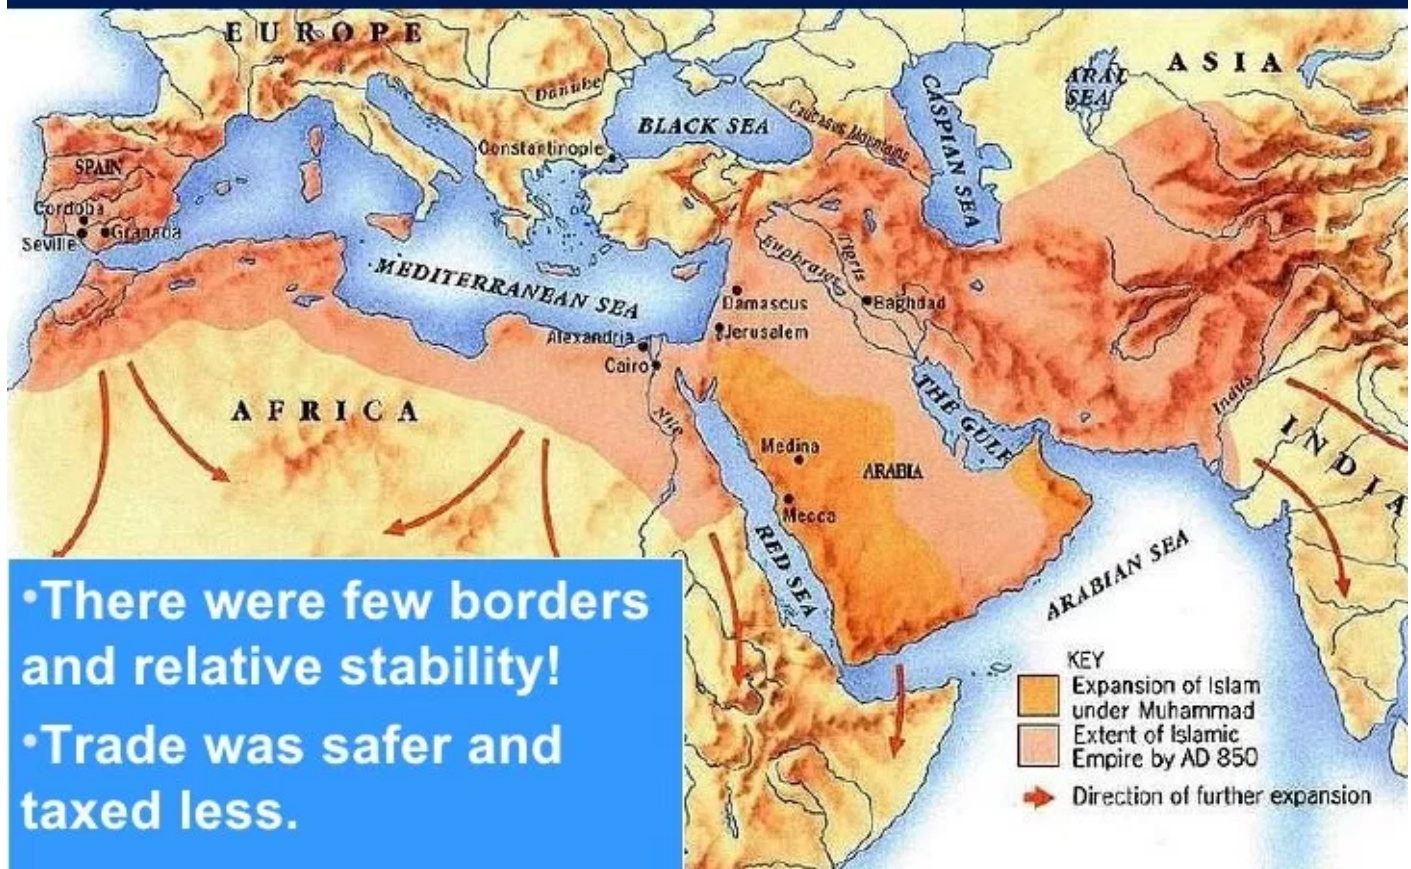 EUROPE
ASIA
ARAL
SEA
Danube
CASPIAN SEA
Caucasus Mountains
BLACK SEA
Constantinople
SPAIN
Cordoba
Seville
Granada
MEDITERRANEAN SEA
Euphrates
Tigris
Damascus
Baghdad
Jerusalem
Alexandria
Cairo
THE GULF
Indus
AFRICA
Nile
INDIA
Medina
ARABIA
Mecca
RED SEA
ARABIAN SEA
•There were few borders
and relative stability!
•Trade was safer and
taxed less.
KEY
Expansion of Islam
under Muhammad
Extent of Islamic
Empire by AD 850
Direction of further expansion